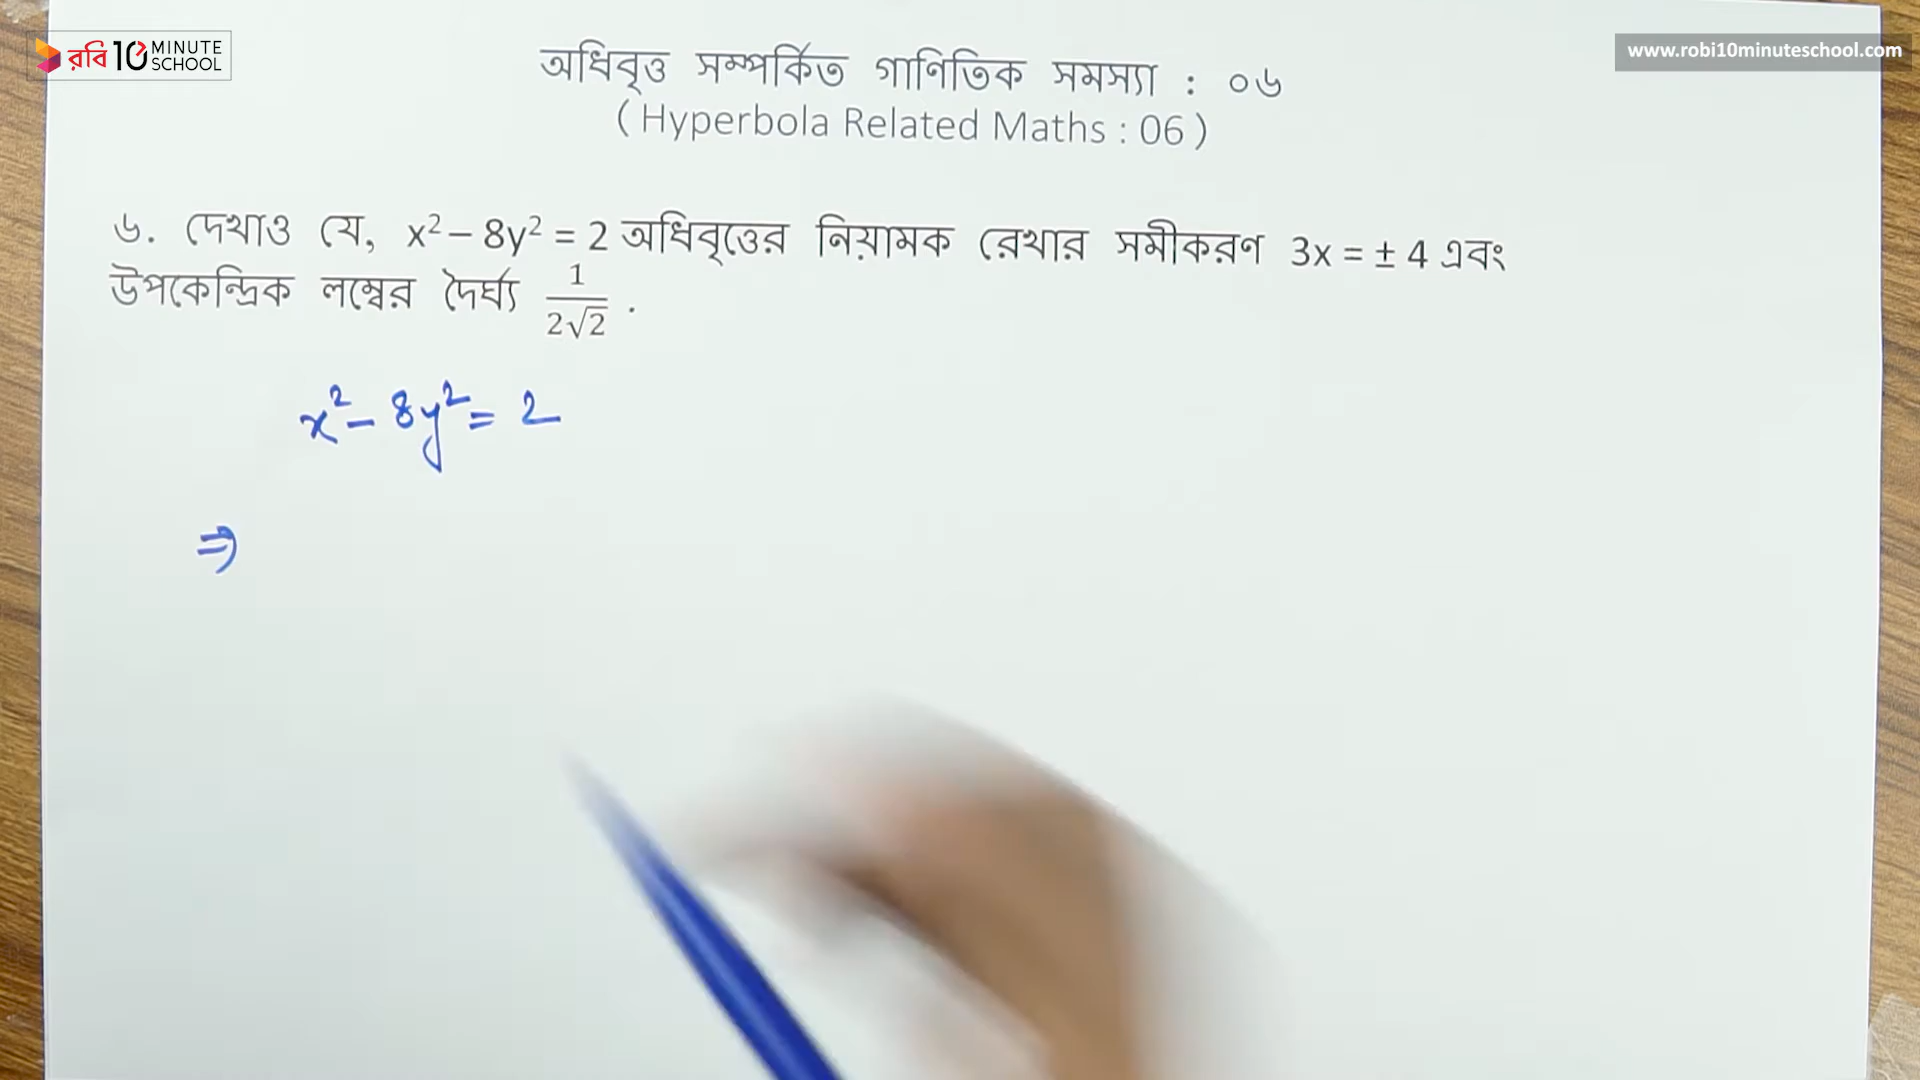 রবি 10 MINUTE SCHOOL
www.robi10minuteschool.com
অধিবৃত্ত সম্পর্কিত গাণিতিক সমস্যা : ০৬
( Hyperbola Related Maths : 06 )
৬. দেখাও যে, x² – 8y² = 2 অধিবৃত্তের নিয়ামক রেখার সমীকরণ 3x = ± 4 এবং
উপকেন্দ্রিক লম্বের দৈর্ঘ্য 1/2√2 .
x² – 8y² = 2
⇒